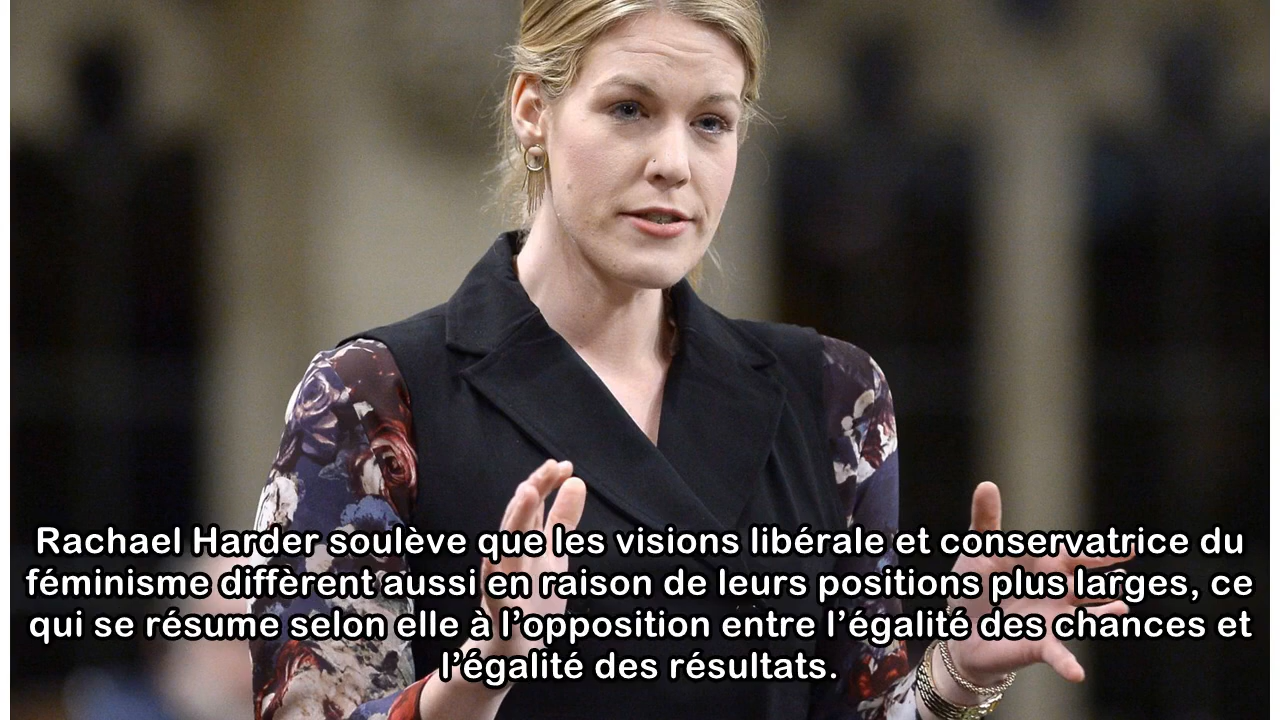 Rachael Harder soulève que les visions libérale et conservatrice du
féminisme diffèrent aussi en raison de leurs positions plus larges, ce
qui se résume selon elle à l’opposition entre l’égalité des chances et
l’égalité des résultats.